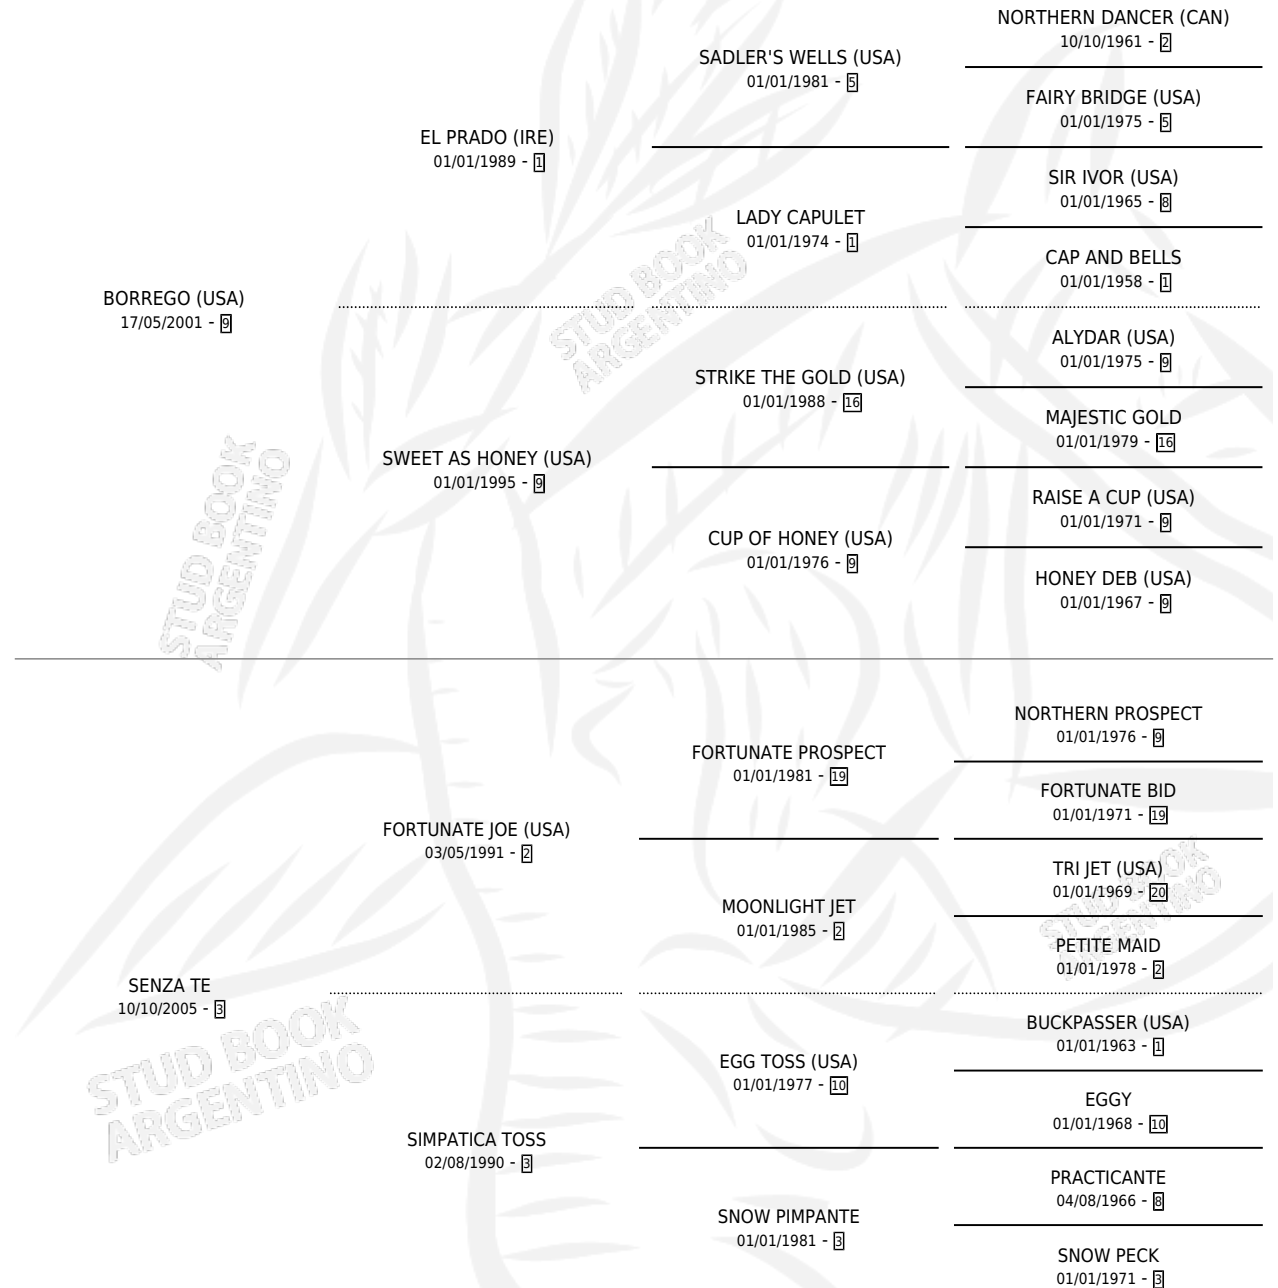 NORTHERN DANCER (CAN)
10/10/1961 - 2
SADLER'S WELLS (USA)
01/01/1981 - 5
FAIRY BRIDGE (USA)
01/01/1975 - 5
EL PRADO (IRE)
01/01/1989 - 1
SIR IVOR (USA)
01/01/1965 - 8
LADY CAPULET
01/01/1974 - 1
CAP AND BELLS
01/01/1958 - 1
BORREGO (USA)
17/05/2001 - 9
STUD BOOK
ARGENTINO
ALYDAR (USA)
01/01/1975 - 9
STRIKE THE GOLD (USA)
01/01/1988 - 16
MAJESTIC GOLD
01/01/1979 - 16
SWEET AS HONEY (USA)
01/01/1995 - 9
RAISE A CUP (USA)
01/01/1971 - 9
CUP OF HONEY (USA)
01/01/1976 - 9
HONEY DEB (USA)
01/01/1967 - 9
STUD BOOK
ARGENTINO
NORTHERN PROSPECT
01/01/1976 - 9
FORTUNATE PROSPECT
01/01/1981 - 19
FORTUNATE BID
01/01/1971 - 19
FORTUNATE JOE (USA)
03/05/1991 - 2
TRI JET (USA)
01/01/1969 - 20
MOONLIGHT JET
01/01/1985 - 2
STUD BOOK
ARGENTINO
PETITE MAID
01/01/1978 - 2
SENZA TE
10/10/2005 - 3
STUD BOOK
ARGENTINO
BUCKPASSER (USA)
01/01/1963 - 1
EGG TOSS (USA)
01/01/1977 - 10
EGGY
01/01/1968 - 10
SIMPATICA TOSS
02/08/1990 - 3
PRACTICANTE
04/08/1966 - 8
SNOW PIMPANTE
01/01/1981 - 3
SNOW PECK
01/01/1971 - 3